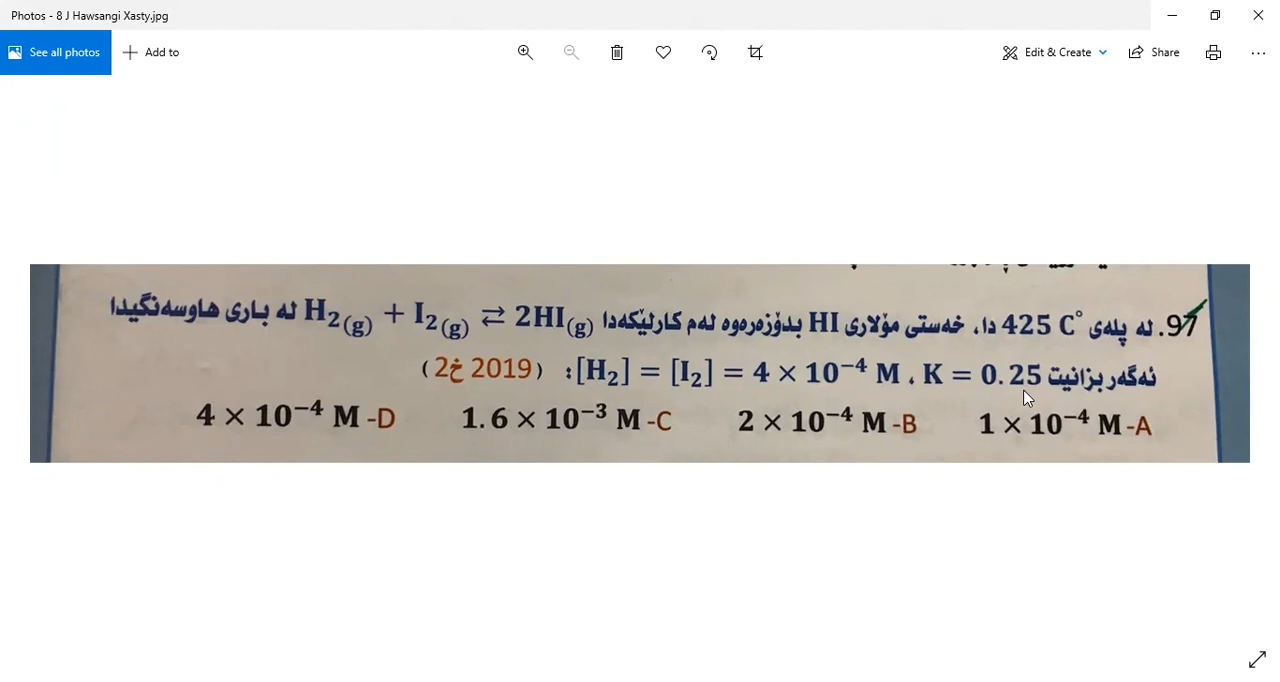 Photos - 8 J Hawsangi Xasty.jpg
See all photos
Add to
Edit & Create
Share
97. لە پلەی 425 C° دا، خەستی مۆلاری HI بدۆزەرەوە لەم کارلێکەدا H₂(g) + I₂(g) ⇄ 2HI(g) لە باری هاوسەنگیدا
ئەگەر بزانیت K = 0.25 ، [H₂] = [I₂] = 4 × 10⁻⁴ M: (2019 خ2)
A- 1 × 10⁻⁴ M B- 2 × 10⁻⁴ M C- 1.6 × 10⁻³ M D- 4 × 10⁻⁴ M